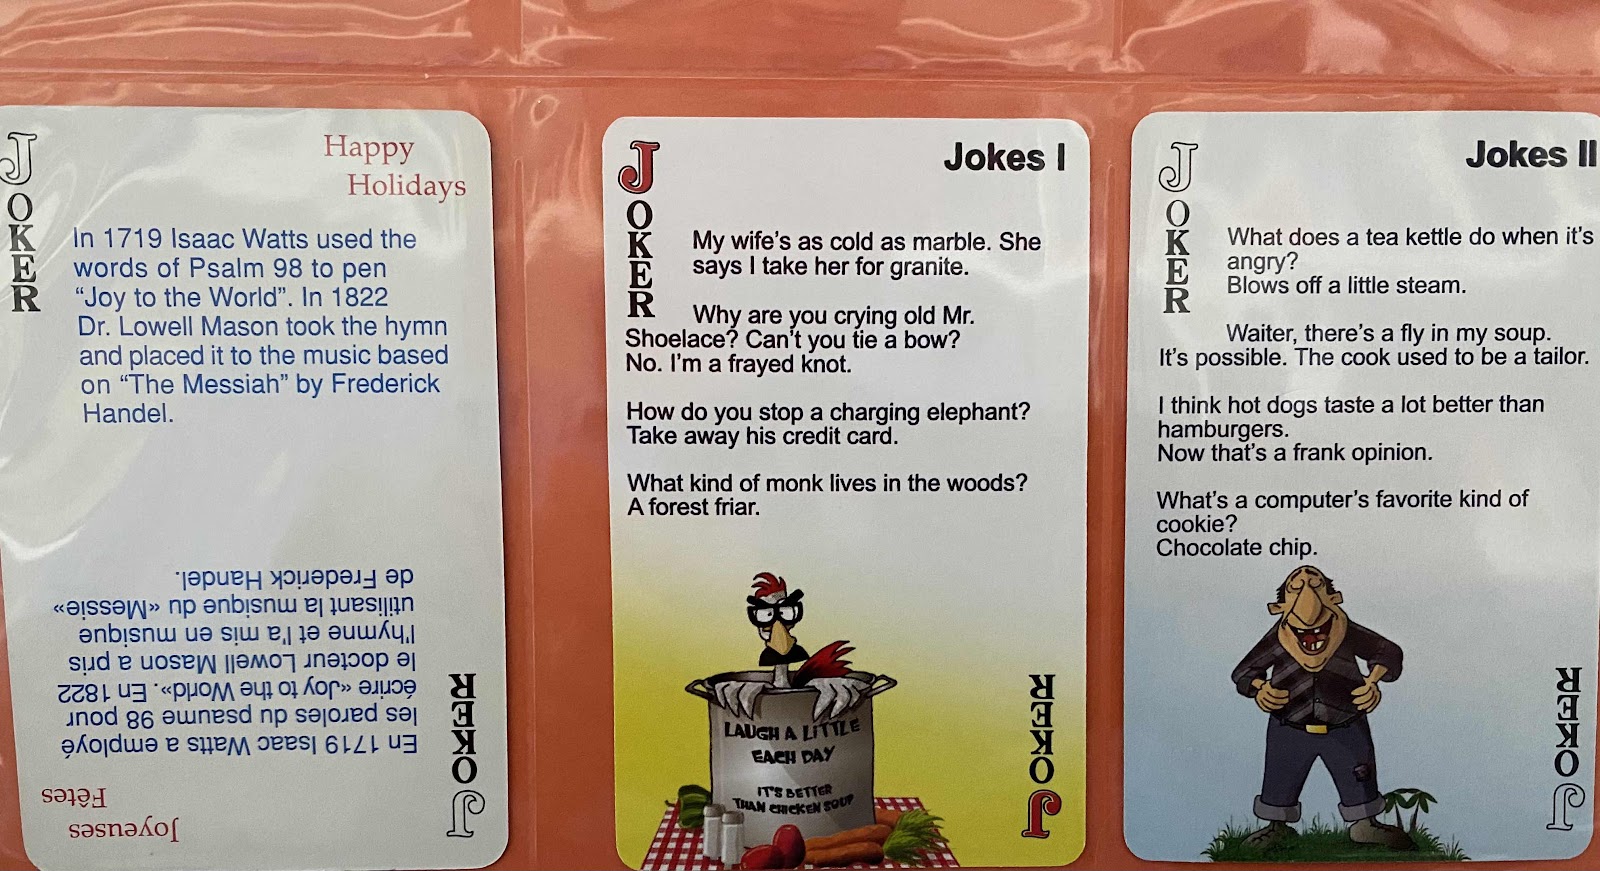 JOKER
Happy
Holidays
In 1719 Isaac Watts used the
words of Psalm 98 to pen
“Joy to the World”. In 1822
Dr. Lowell Mason took the hymn
and placed it to the music based
on “The Messiah” by Frederick
Handel.
Joyeuses
Fêtes
En 1719 Isaac Watts a employé
les paroles du psaume 98 pour
écrire «Joy to the World». En 1822
le docteur Lowell Mason a pris
l'hymne et l'a mis en musique
utilisant la musique du «Messie»
de Frederick Handel.
JOKER
JOKER
Jokes I
My wife’s as cold as marble. She
says I take her for granite.
Why are you crying old Mr.
Shoelace? Can’t you tie a bow?
No. I’m a frayed knot.
How do you stop a charging elephant?
Take away his credit card.
What kind of monk lives in the woods?
A forest friar.
LAUGH A LITTLE
EACH DAY
IT'S BETTER
THAN CHICKEN SOUP
JOKER
JOKER
Jokes II
What does a tea kettle do when it’s
angry?
Blows off a little steam.
Waiter, there’s a fly in my soup.
It’s possible. The cook used to be a tailor.
I think hot dogs taste a lot better than
hamburgers.
Now that’s a frank opinion.
What’s a computer’s favorite kind of
cookie?
Chocolate chip.
JOKER